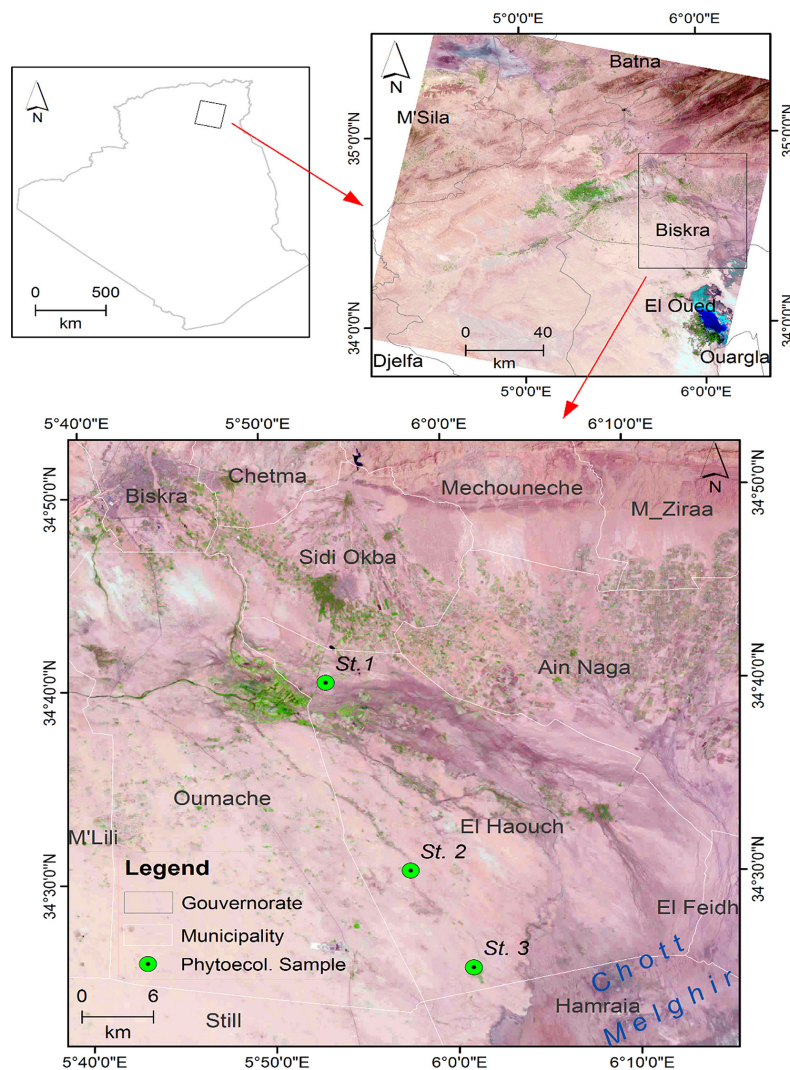 N
0 500
km
5°0'0"E 6°0'0"E
35°0'0"N
34°0'0"N
35°0'0"N
34°0'0"N
N
Batna
M'Sila
Biskra
El Oued
0 40
km
Djelfa
Ouargla
5°0'0"E 6°0'0"E
5°40'0"E 5°50'0"E 6°0'0"E 6°10'0"E
34°50'0"N
34°40'0"N
34°30'0"N
34°50'0"N
34°40'0"N
34°30'0"N
N
Chetma
Biskra
Mechouneche
M_Ziraa
Sidi Okba
St.1
Ain Naga
Oumache
El Haouch
M'Lili
St. 2
Legend
Gouvernorate
Municipality
Phytoecol. Sample
El Feidh
St. 3
Chott
Melghir
Hamraia
0 6
km
Still
5°40'0"E 5°50'0"E 6°0'0"E 6°10'0"E